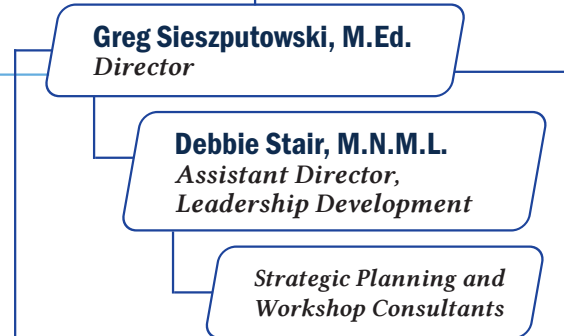 Greg Sieszputowski, M.Ed.
Director
Debbie Stair, M.N.M.L.
Assistant Director,
Leadership Development
Strategic Planning and
Workshop Consultants